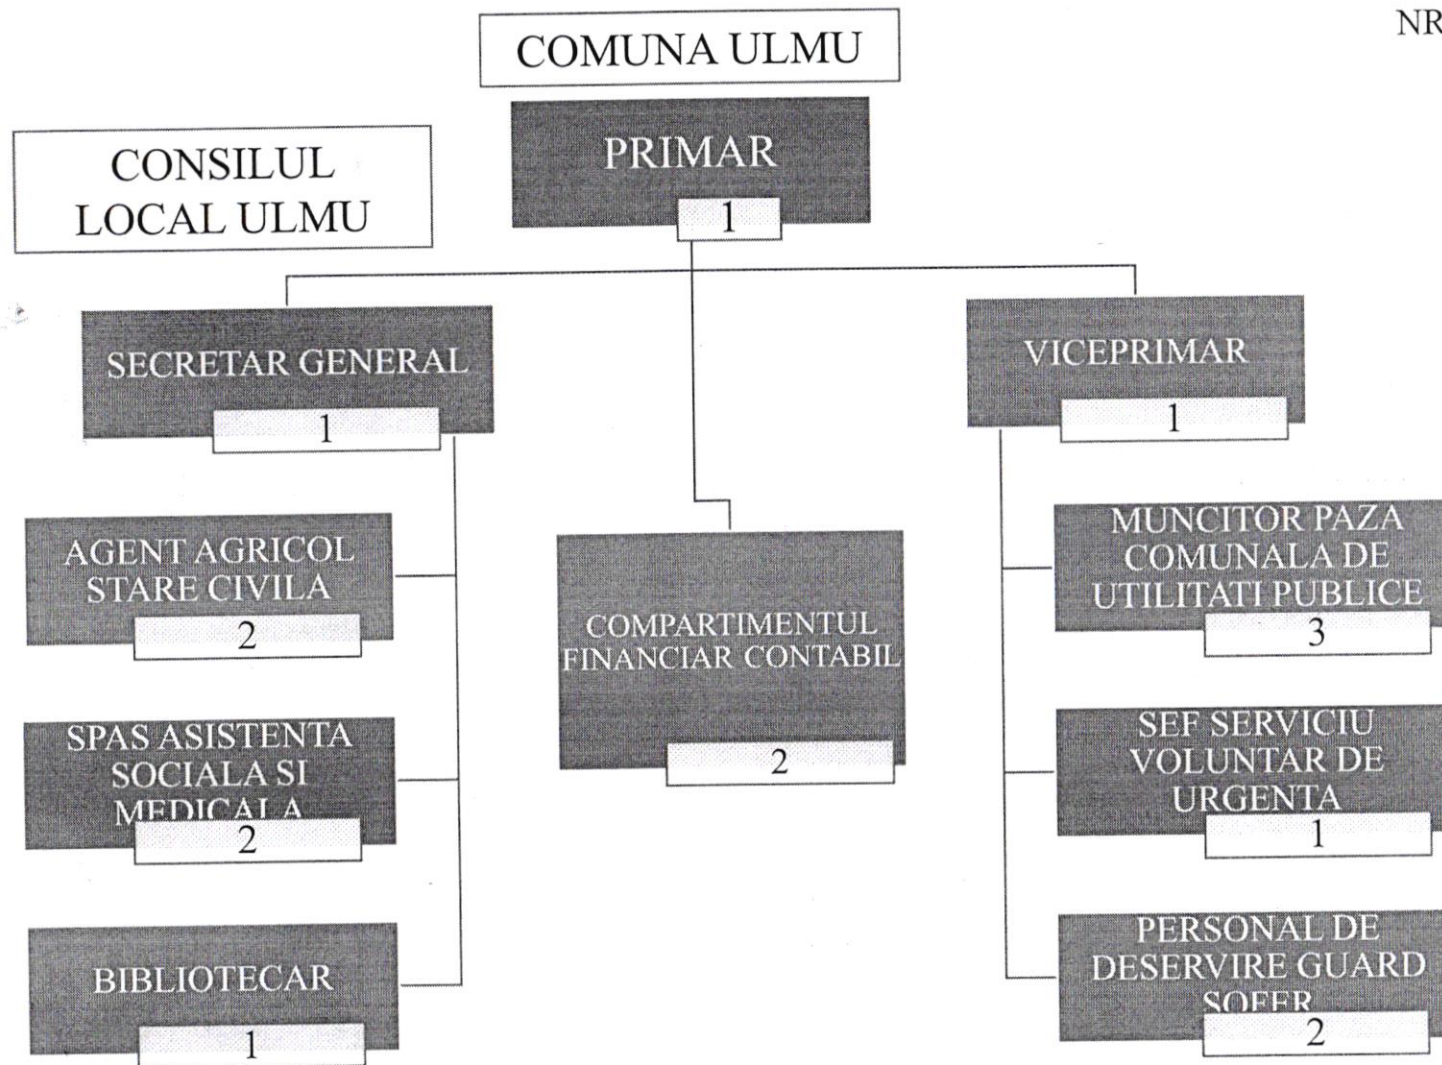 NR
COMUNA ULMU
PRIMAR
1
CONSILUL
LOCAL ULMU
SECRETAR GENERAL
1
VICEPRIMAR
1
AGENT AGRICOL
STARE CIVILA
2
SPAS ASISTENTA
SOCIALA SI
MEDICALA
2
BIBLIOTECAR
1
COMPARTIMENTUL
FINANCIAR CONTABIL
2
MUNCITOR PAZA
COMUNALA DE
UTILITATI PUBLICE
3
SEF SERVICIU
VOLUNTAR DE
URGENTA
1
PERSONAL DE
DESERVIRE GUARD
SOFER
2